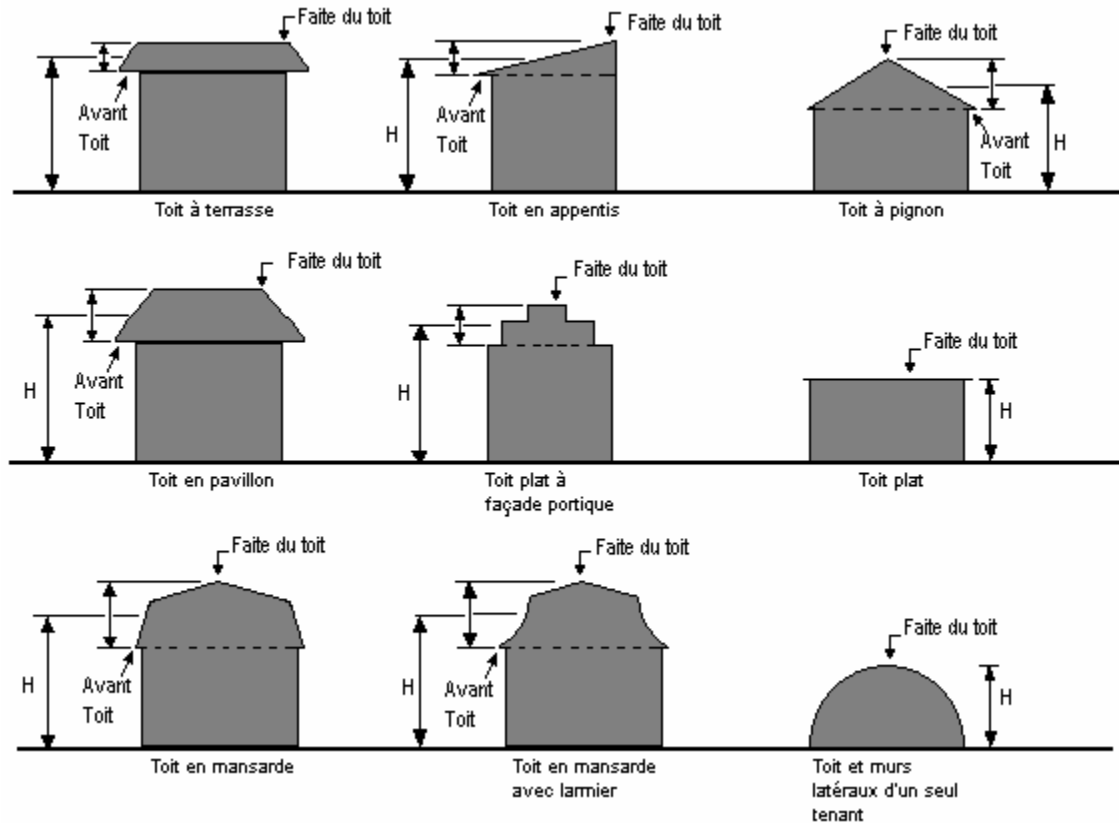 Faite du toit
Avant
Toit
Toit à terrasse
Faite du toit
H
Avant
Toit
Toit en appentis
Faite du toit
Avant
Toit
H
Toit à pignon
Faite du toit
H
Avant
Toit
Toit en pavillon
Faite du toit
H
Toit plat à
façade portique
Faite du toit
H
Toit plat
Faite du toit
H
Avant
Toit
Toit en mansarde
Faite du toit
H
Avant
Toit
Toit en mansarde
avec larmier
Faite du toit
H
Toit et murs
latéraux d'un seul
tenant